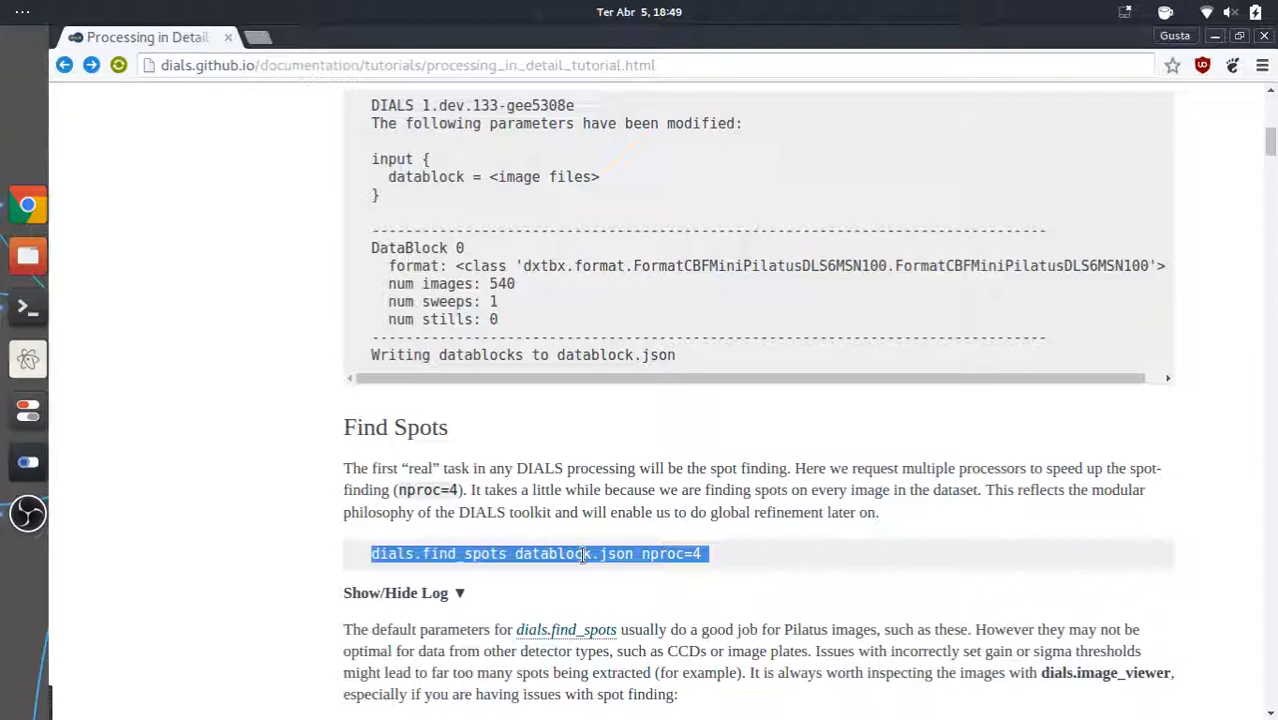 Ter Abr 5, 18:49
Processing in Detail
Gusta
dials.github.io/documentation/tutorials/processing_in_detail_tutorial.html
DIALS 1.dev.133-gee5308e
The following parameters have been modified:
input {
  datablock = <image files>
}
--------------------------------------------------------------------------------
DataBlock 0
  format: <class 'dxtbx.format.FormatCBFMiniPilatusDLS6MSN100.FormatCBFMiniPilatusDLS6MSN100'>
  num images: 540
  num sweeps: 1
  num stills: 0
--------------------------------------------------------------------------------
Writing datablocks to datablock.json
Find Spots
The first “real” task in any DIALS processing will be the spot finding. Here we request multiple processors to speed up the spot-
finding (nproc=4). It takes a little while because we are finding spots on every image in the dataset. This reflects the modular
philosophy of the DIALS toolkit and will enable us to do global refinement later on.
dials.find_spots datablock.json nproc=4
Show/Hide Log ▼
The default parameters for dials.find_spots usually do a good job for Pilatus images, such as these. However they may not be
optimal for data from other detector types, such as CCDs or image plates. Issues with incorrectly set gain or sigma thresholds
might lead to far too many spots being extracted (for example). It is always worth inspecting the images with dials.image_viewer,
especially if you are having issues with spot finding: